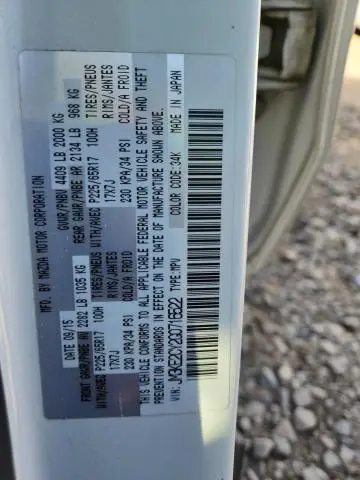 MFD. BY MAZDA MOTOR CORPORATION
DATE 09/15 GVWR/PNBV 4409 LB 2000 KG
FRONT GAWR/PNBE AV 2282 LB 1035 KG REAR GAWR/PNBE AR 2134 LB 968 KG
WITH/AVEC P225/65R17 100H TIRES/PNEUS WITH/AVEC P225/65R17 100H TIRES/PNEUS
17X7J RIMS/JANTES 17X7J RIMS/JANTES
230 KPA/34 PSI COLD/A FROID 230 KPA/34 PSI COLD/A FROID
THIS VEHICLE CONFORMS TO ALL APPLICABLE FEDERAL MOTOR VEHICLE SAFETY AND THEFT
PREVENTION STANDARDS IN EFFECT ON THE DATE OF MANUFACTURE SHOWN ABOVE.
VIN: TYPE:MPV COLOR CODE:34K MADE IN JAPAN